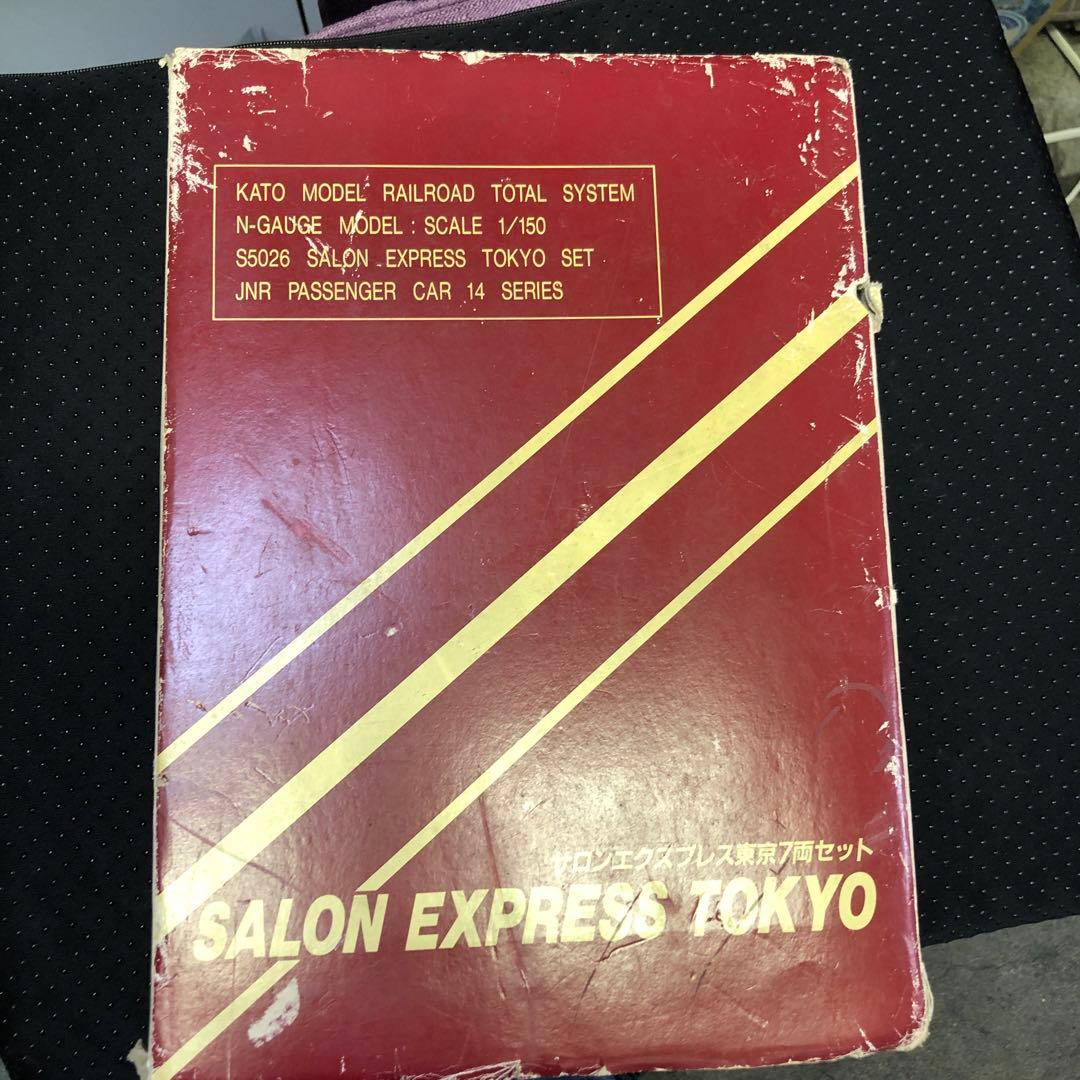 KATO MODEL RAILROAD TOTAL SYSTEM
N-GAUGE MODEL : SCALE 1/150
S5026 SALON EXPRESS TOKYO SET
JNR PASSENGER CAR 14 SERIES
サロンエクスプレス東京7両セット
SALON EXPRESS TOKYO